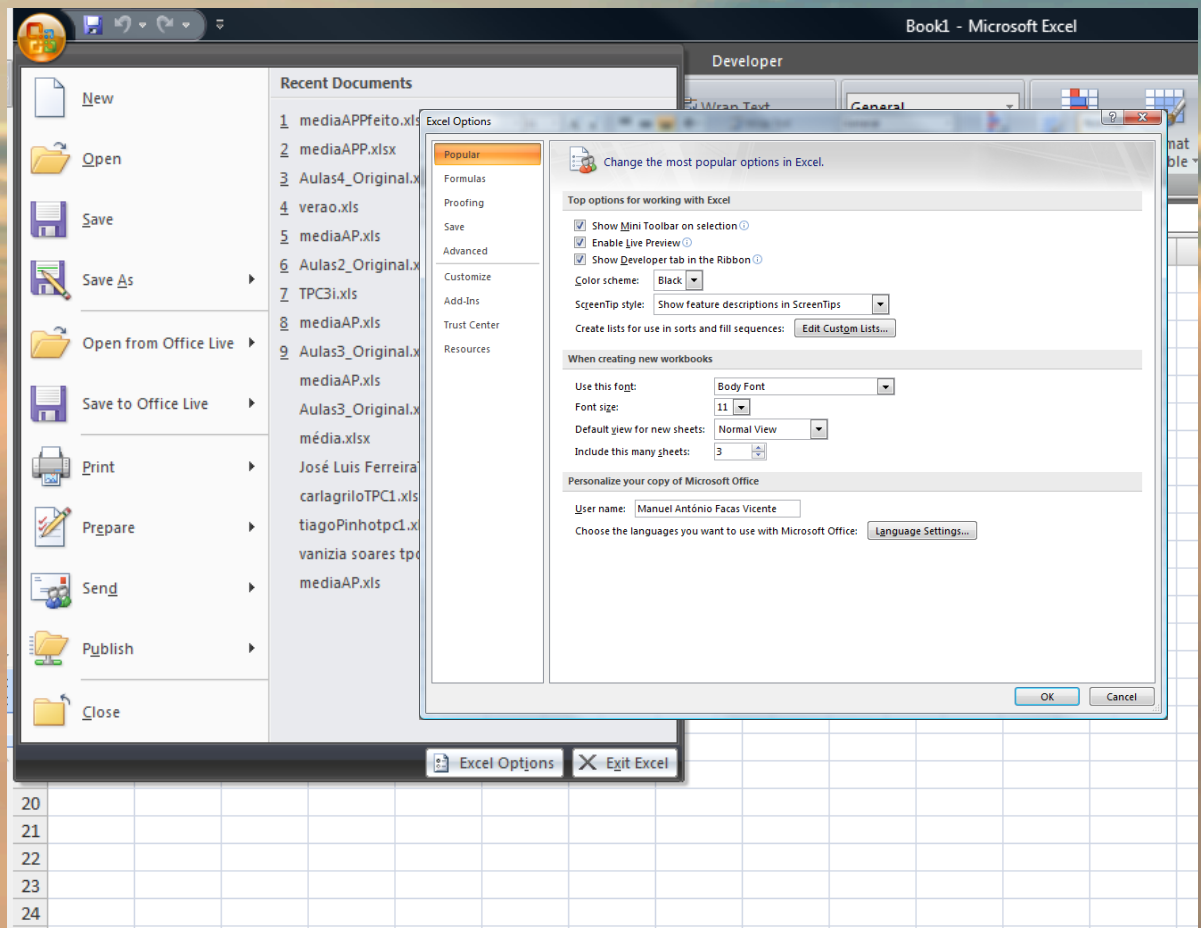 Book1 - Microsoft Excel
Developer
New
Open
Save
Save As
Open from Office Live
Save to Office Live
Print
Prepare
Send
Publish
Close
Recent Documents
1 mediaAPPfeito.xls
2 mediaAPP.xlsx
3 Aulas4_Original.x
4 verao.xls
5 mediaAP.xls
6 Aulas2_Original.x
7 TPC3i.xls
8 mediaAP.xls
9 Aulas3_Original.x
mediaAP.xls
Aulas3_Original.x
média.xlsx
José Luis Ferreira
carlagriloTPC1.xls
tiagoPinhotpc1.x
vanizia soares tpc
mediaAP.xls
Excel Options
Exit Excel
Wrap Text
General
mat
ble
Excel Options
Popular
Formulas
Proofing
Save
Advanced
Customize
Add-Ins
Trust Center
Resources
Change the most popular options in Excel.
Top options for working with Excel
Show Mini Toolbar on selection
Enable Live Preview
Show Developer tab in the Ribbon
Color scheme: Black
ScreenTip style: Show feature descriptions in ScreenTips
Create lists for use in sorts and fill sequences: Edit Custom Lists...
When creating new workbooks
Use this font: Body Font
Font size: 11
Default view for new sheets: Normal View
Include this many sheets: 3
Personalize your copy of Microsoft Office
User name: Manuel António Facas Vicente
Choose the languages you want to use with Microsoft Office: Language Settings...
OK Cancel
20
21
22
23
24